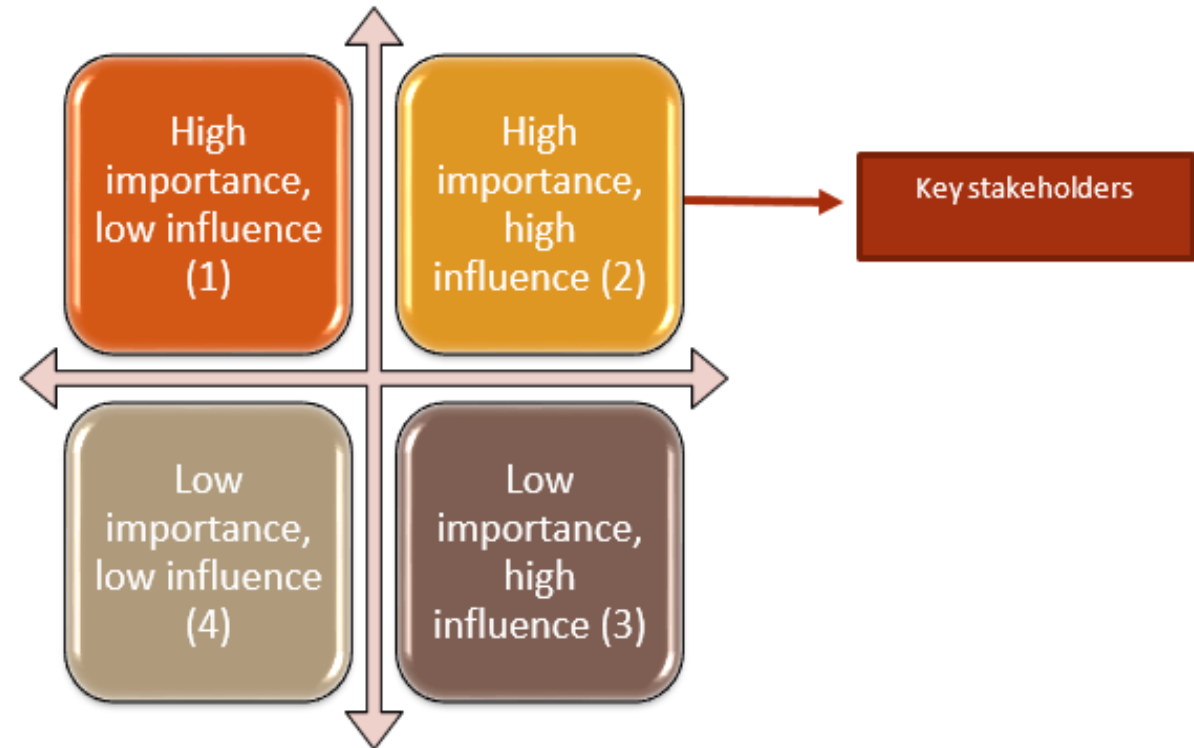 High
importance,
low influence
(1)
High
importance,
high
influence (2)
Key stakeholders
Low
importance,
low influence
(4)
Low
importance,
high
influence (3)